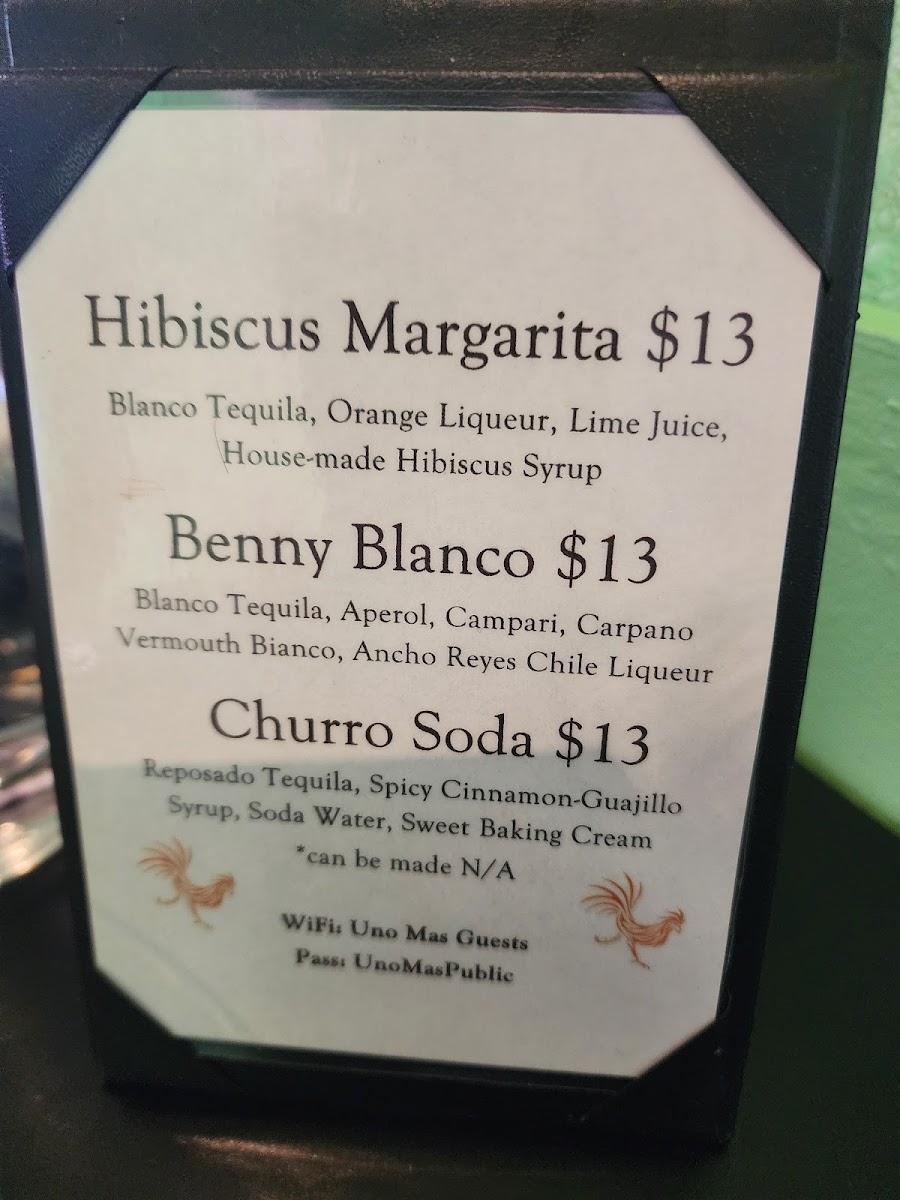 Hibiscus Margarita $13
Blanco Tequila, Orange Liqueur, Lime Juice,
House-made Hibiscus Syrup
Benny Blanco $13
Blanco Tequila, Aperol, Campari, Carpano
Vermouth Bianco, Ancho Reyes Chile Liqueur
Churro Soda $13
Reposado Tequila, Spicy Cinnamon-Guajillo
Syrup, Soda Water, Sweet Baking Cream
*can be made N/A
WiFi: Uno Mas Guests
Pass: UnoMasPublic